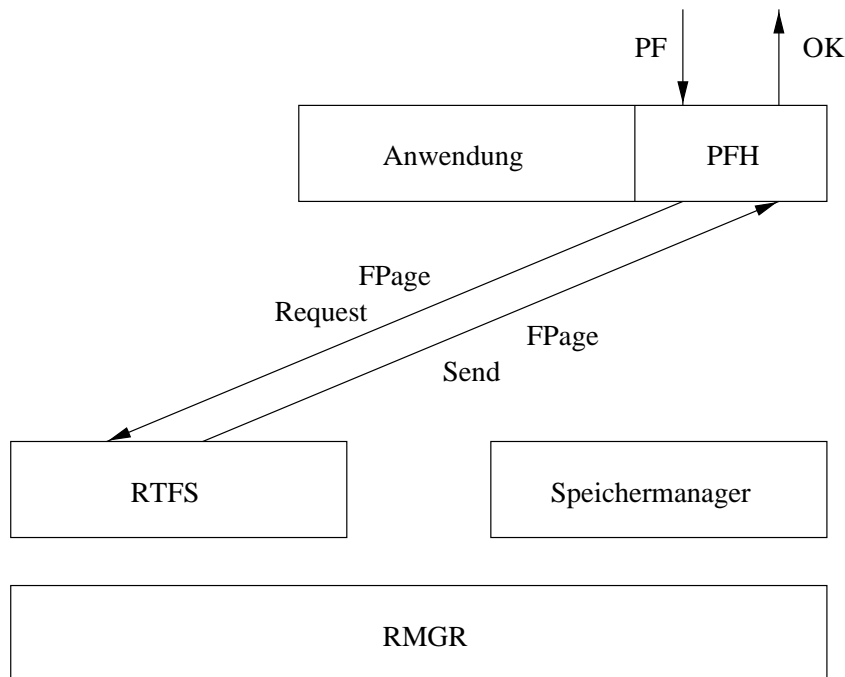 PF
OK
Anwendung
PFH
FPage
Request
FPage
Send
RTFS
Speichermanager
RMGR